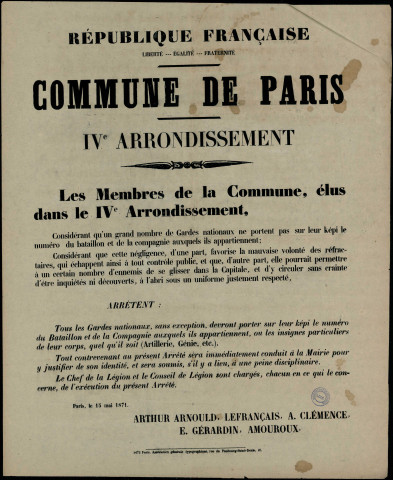 RÉPUBLIQUE FRANÇAISE
LIBERTÉ — ÉGALITÉ — FRATERNITÉ
COMMUNE DE PARIS
IVe ARRONDISSEMENT
Les Membres de la Commune, élus
dans le IVe Arrondissement,
Considérant qu'un grand nombre de Gardes nationaux ne portent pas sur leur képi le
numéro du bataillon et de la compagnie auxquels ils appartiennent;
Considérant que cette négligence, d'une part, favorise la mauvaise volonté des réfrac-
taires, qui échappent ainsi à tout contrôle public, et que, d'autre part, elle pourrait permettre
à un certain nombre d'ennemis de se glisser dans la Capitale, et d'y circuler sans crainte
d'être inquiétés ni découverts, à l'abri sous un uniforme justement respecté,
ARRÊTENT :
Tous les Gardes nationaux, sans exception, devront porter sur leur képi le numéro
du Bataillon et de la Compagnie auxquels ils appartiennent, ou les insignes particuliers
de leur corps, quel qu'il soit (Artillerie, Génie, etc.).
Tout contrevenant au présent Arrêté sera immédiatement conduit à la Mairie pour
y justifier de son identité, et sera soumis, s'il y a lieu, à une peine disciplinaire.
Le Chef de la Légion et le Conseil de Légion sont chargés, chacun en ce qui le con-
cerne, de l'exécution du présent Arrêté.
Paris, le 15 mai 1871.
ARTHUR ARNOULD, LEFRANÇAIS, A. CLÉMENCE,
E. GÉRARDIN, AMOUROUX.
Paris. Imprimerie typographique, rue du Faubourg-Saint-Denis,